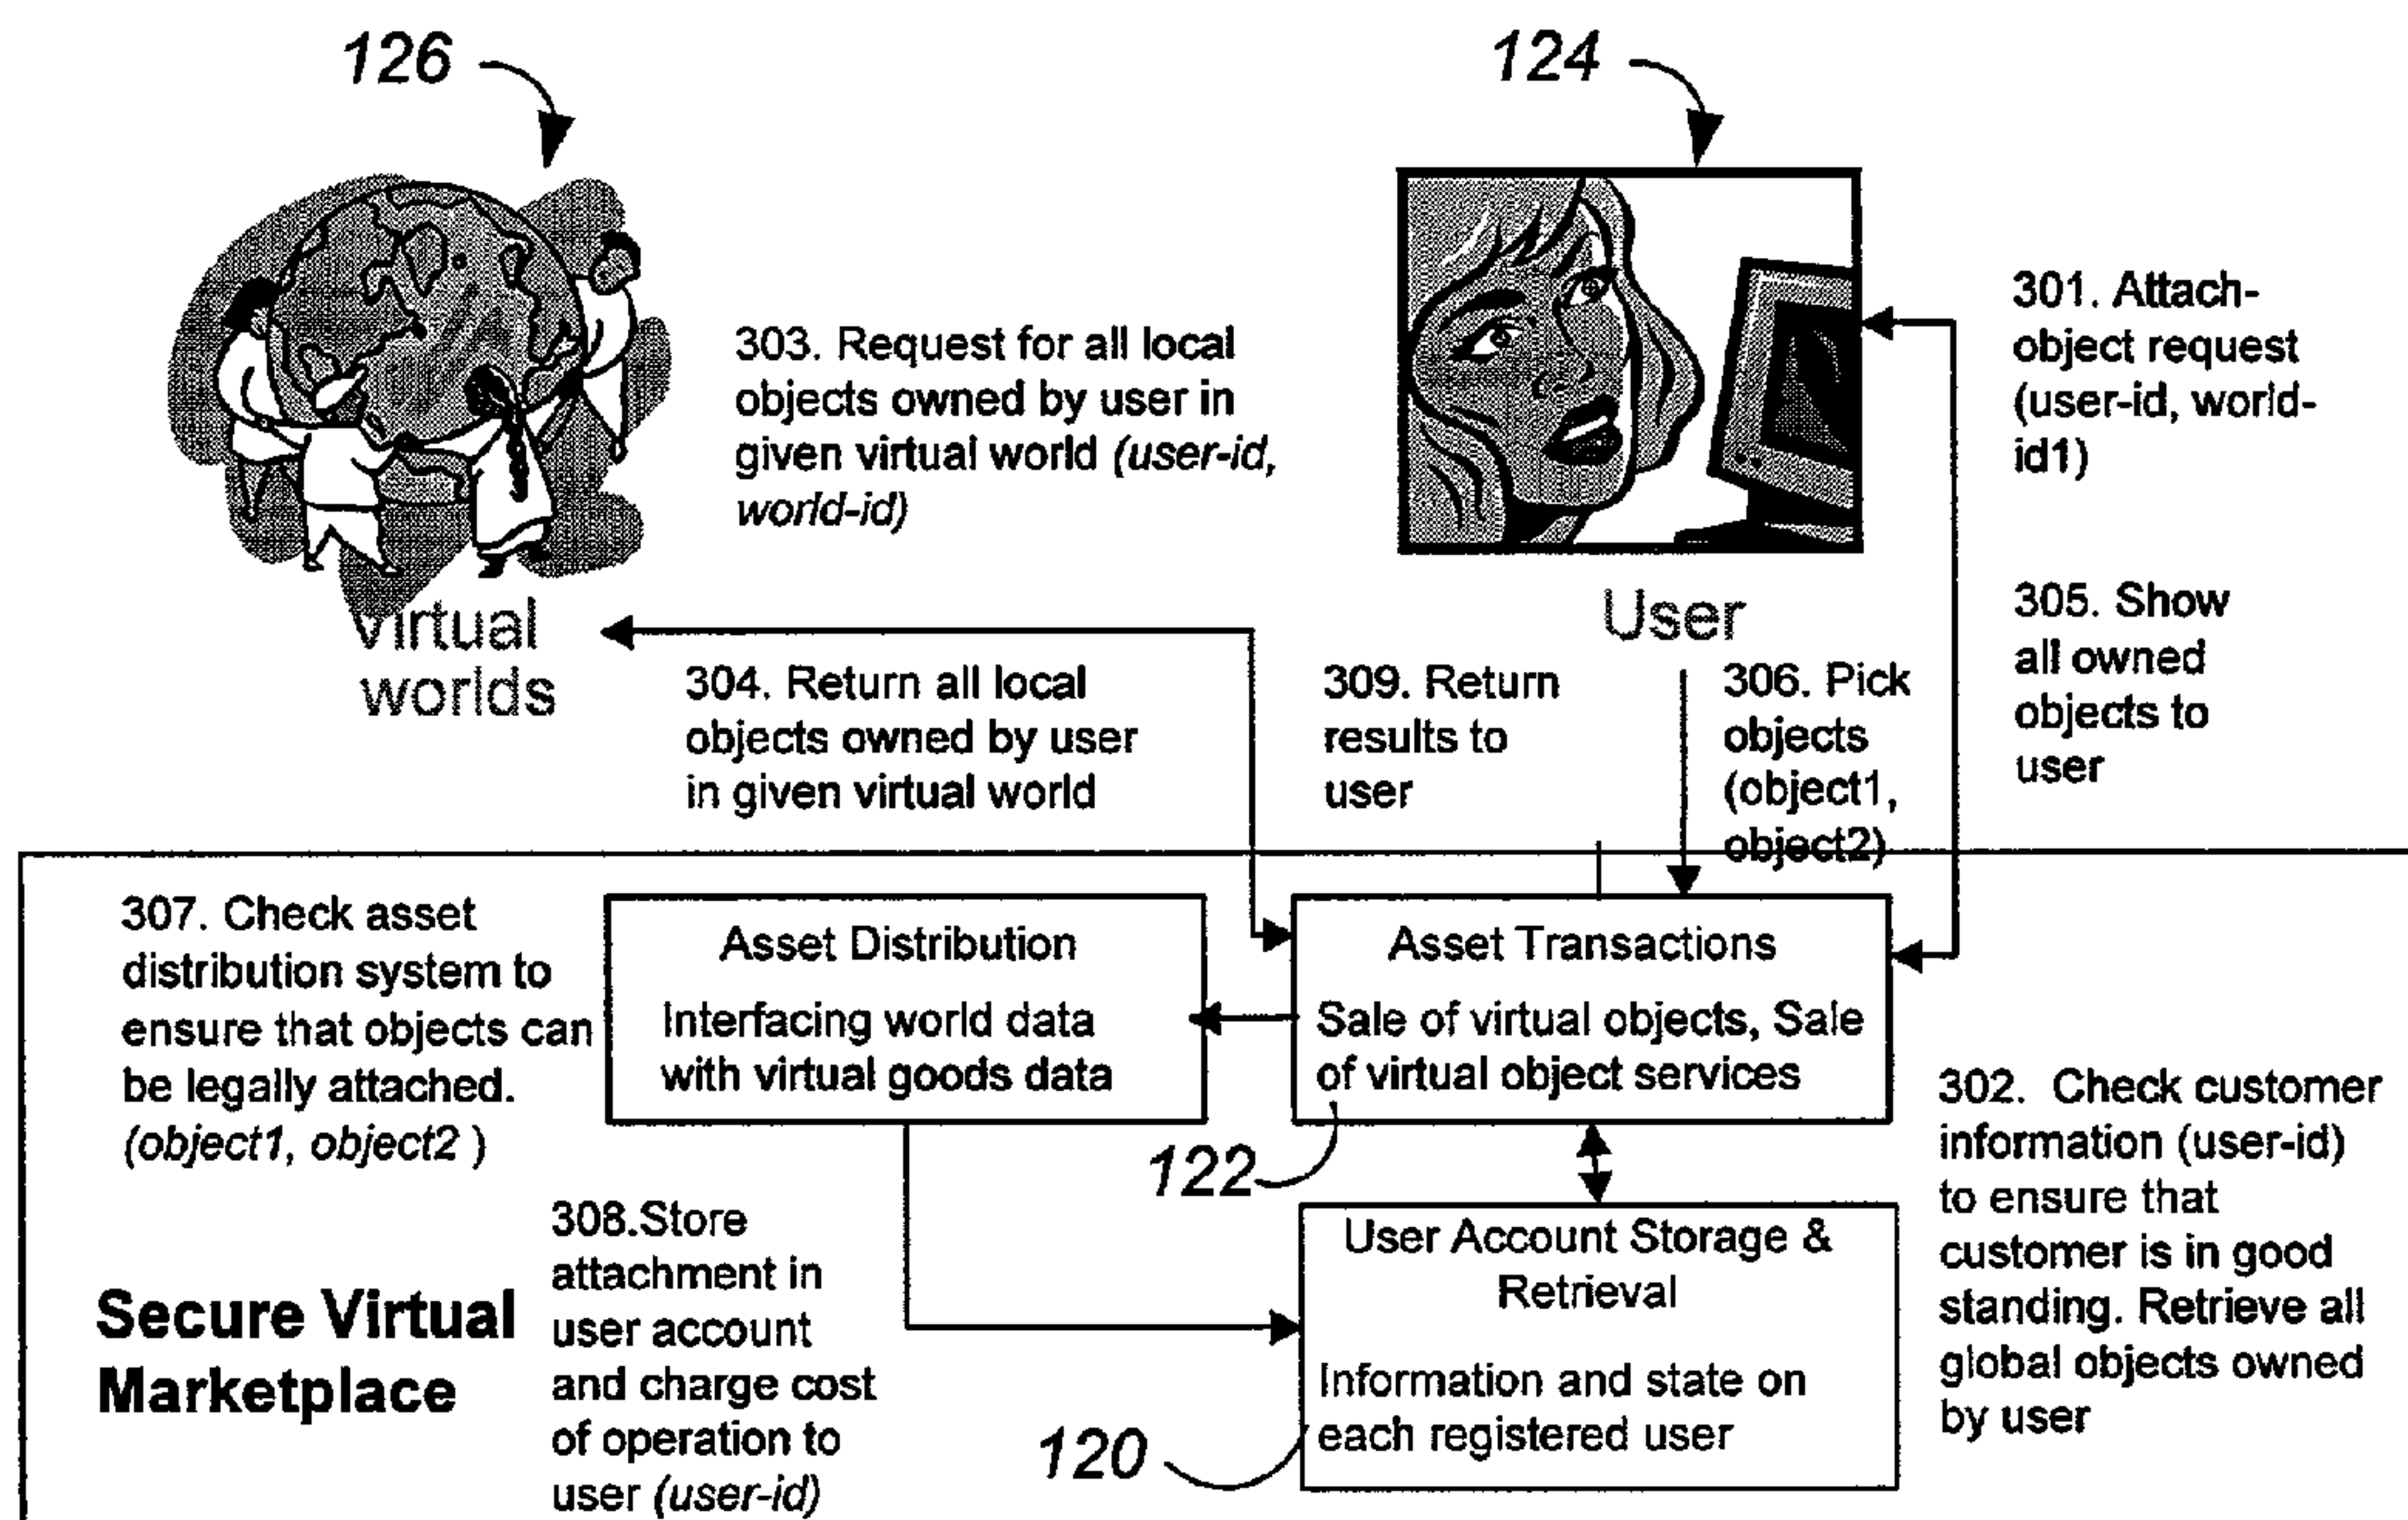 126
124
303. Request for all local
objects owned by user in
given virtual world (user-id,
world-id)
301. Attach-
object request
(user-id, world-
id1)
virtual
worlds
User
305. Show
all owned
objects to
user
304. Return all local
objects owned by user
in given virtual world
309. Return
results to
user
306. Pick
objects
(object1,
object2)
307. Check asset
distribution system to
ensure that objects can
be legally attached.
(object1, object2 )
Asset Distribution
Interfacing world data
with virtual goods data
Asset Transactions
Sale of virtual objects, Sale
of virtual object services
122
302. Check customer
information (user-id)
to ensure that
customer is in good
standing. Retrieve all
global objects owned
by user
308.Store
attachment in
user account
and charge cost
of operation to
user (user-id)
Secure Virtual
Marketplace
User Account Storage &
Retrieval
Information and state on
each registered user
120